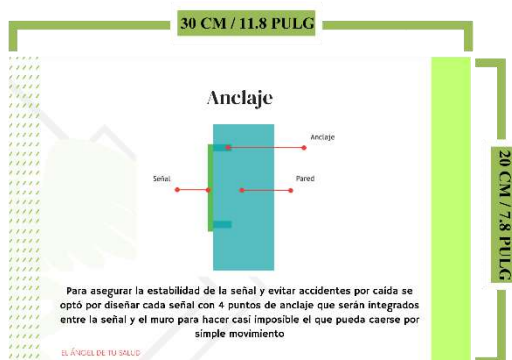 30 CM / 11.8 PULG
Anclaje
Anclaje
Señal
Pared
20 CM / 7.8 PULG
Para asegurar la estabilidad de la señal y evitar accidentes por caída se
optó por diseñar cada señal con 4 puntos de anclaje que serán integrados
entre la señal y el muro para hacer casi imposible el que pueda caerse por
simple movimiento
EL ÁNGEL DE TU SALUD